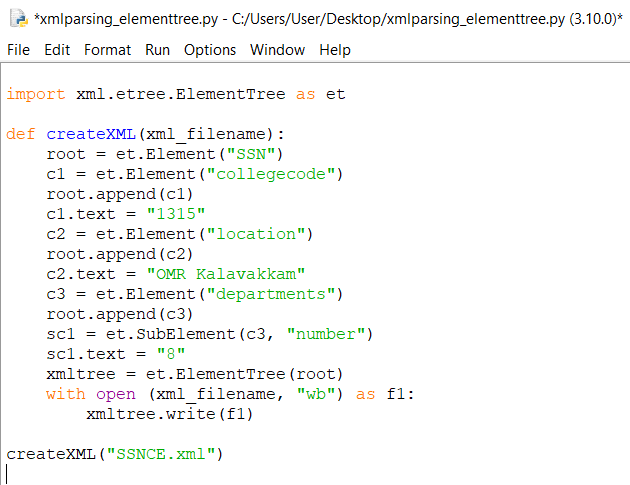 *xmlparsing_elementtree.py - C:/Users/User/Desktop/xmlparsing_elementtree.py (3.10.0)*
File Edit Format Run Options Window Help
import xml.etree.ElementTree as et
def createXML(xml_filename):
    root = et.Element("SSN")
    c1 = et.Element("collegecode")
    root.append(c1)
    c1.text = "1315"
    c2 = et.Element("location")
    root.append(c2)
    c2.text = "OMR Kalavakkam"
    c3 = et.Element("departments")
    root.append(c3)
    sc1 = et.SubElement(c3, "number")
    sc1.text = "8"
    xmltree = et.ElementTree(root)
    with open (xml_filename, "wb") as f1:
        xmltree.write(f1)
createXML("SSNCE.xml")